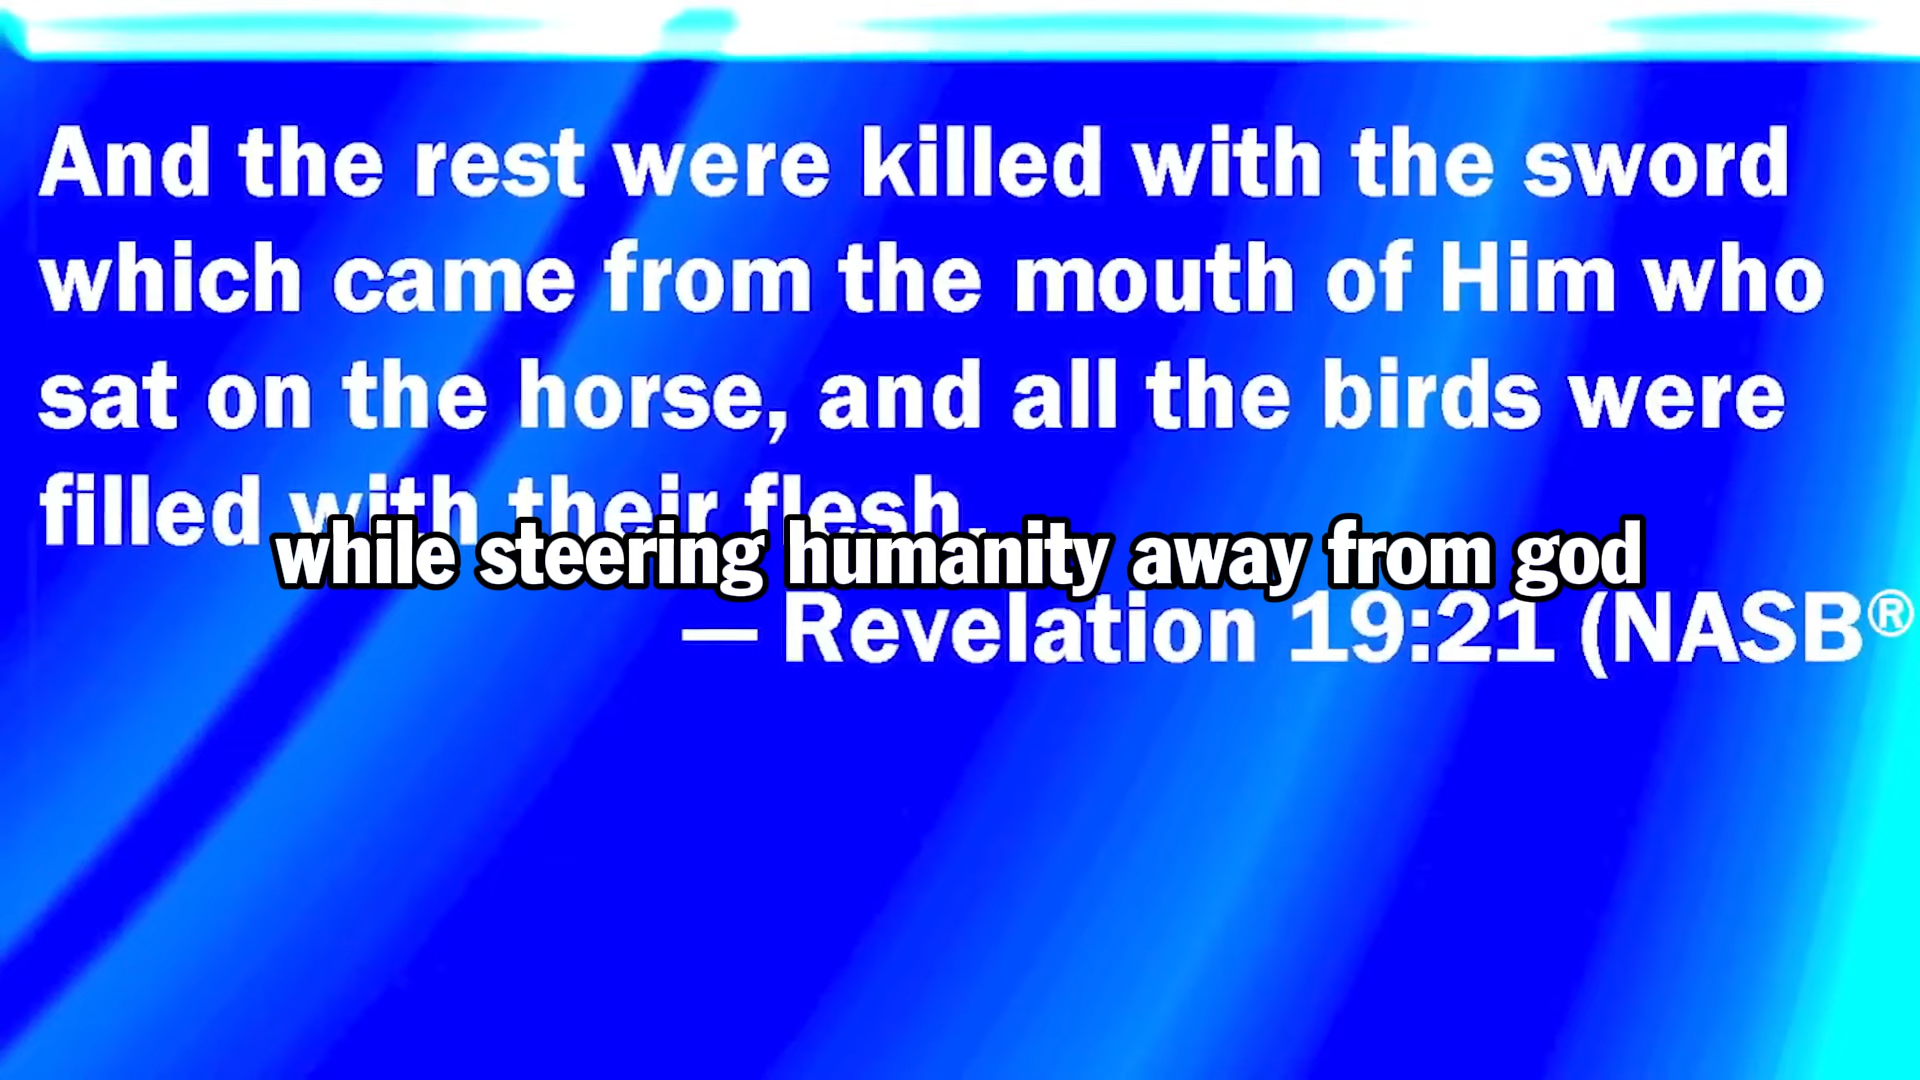 And the rest were killed with the sword
which came from the mouth of Him who
sat on the horse, and all the birds were
filled with their flesh.
while steering humanity away from god
— Revelation 19:21 (NASB®